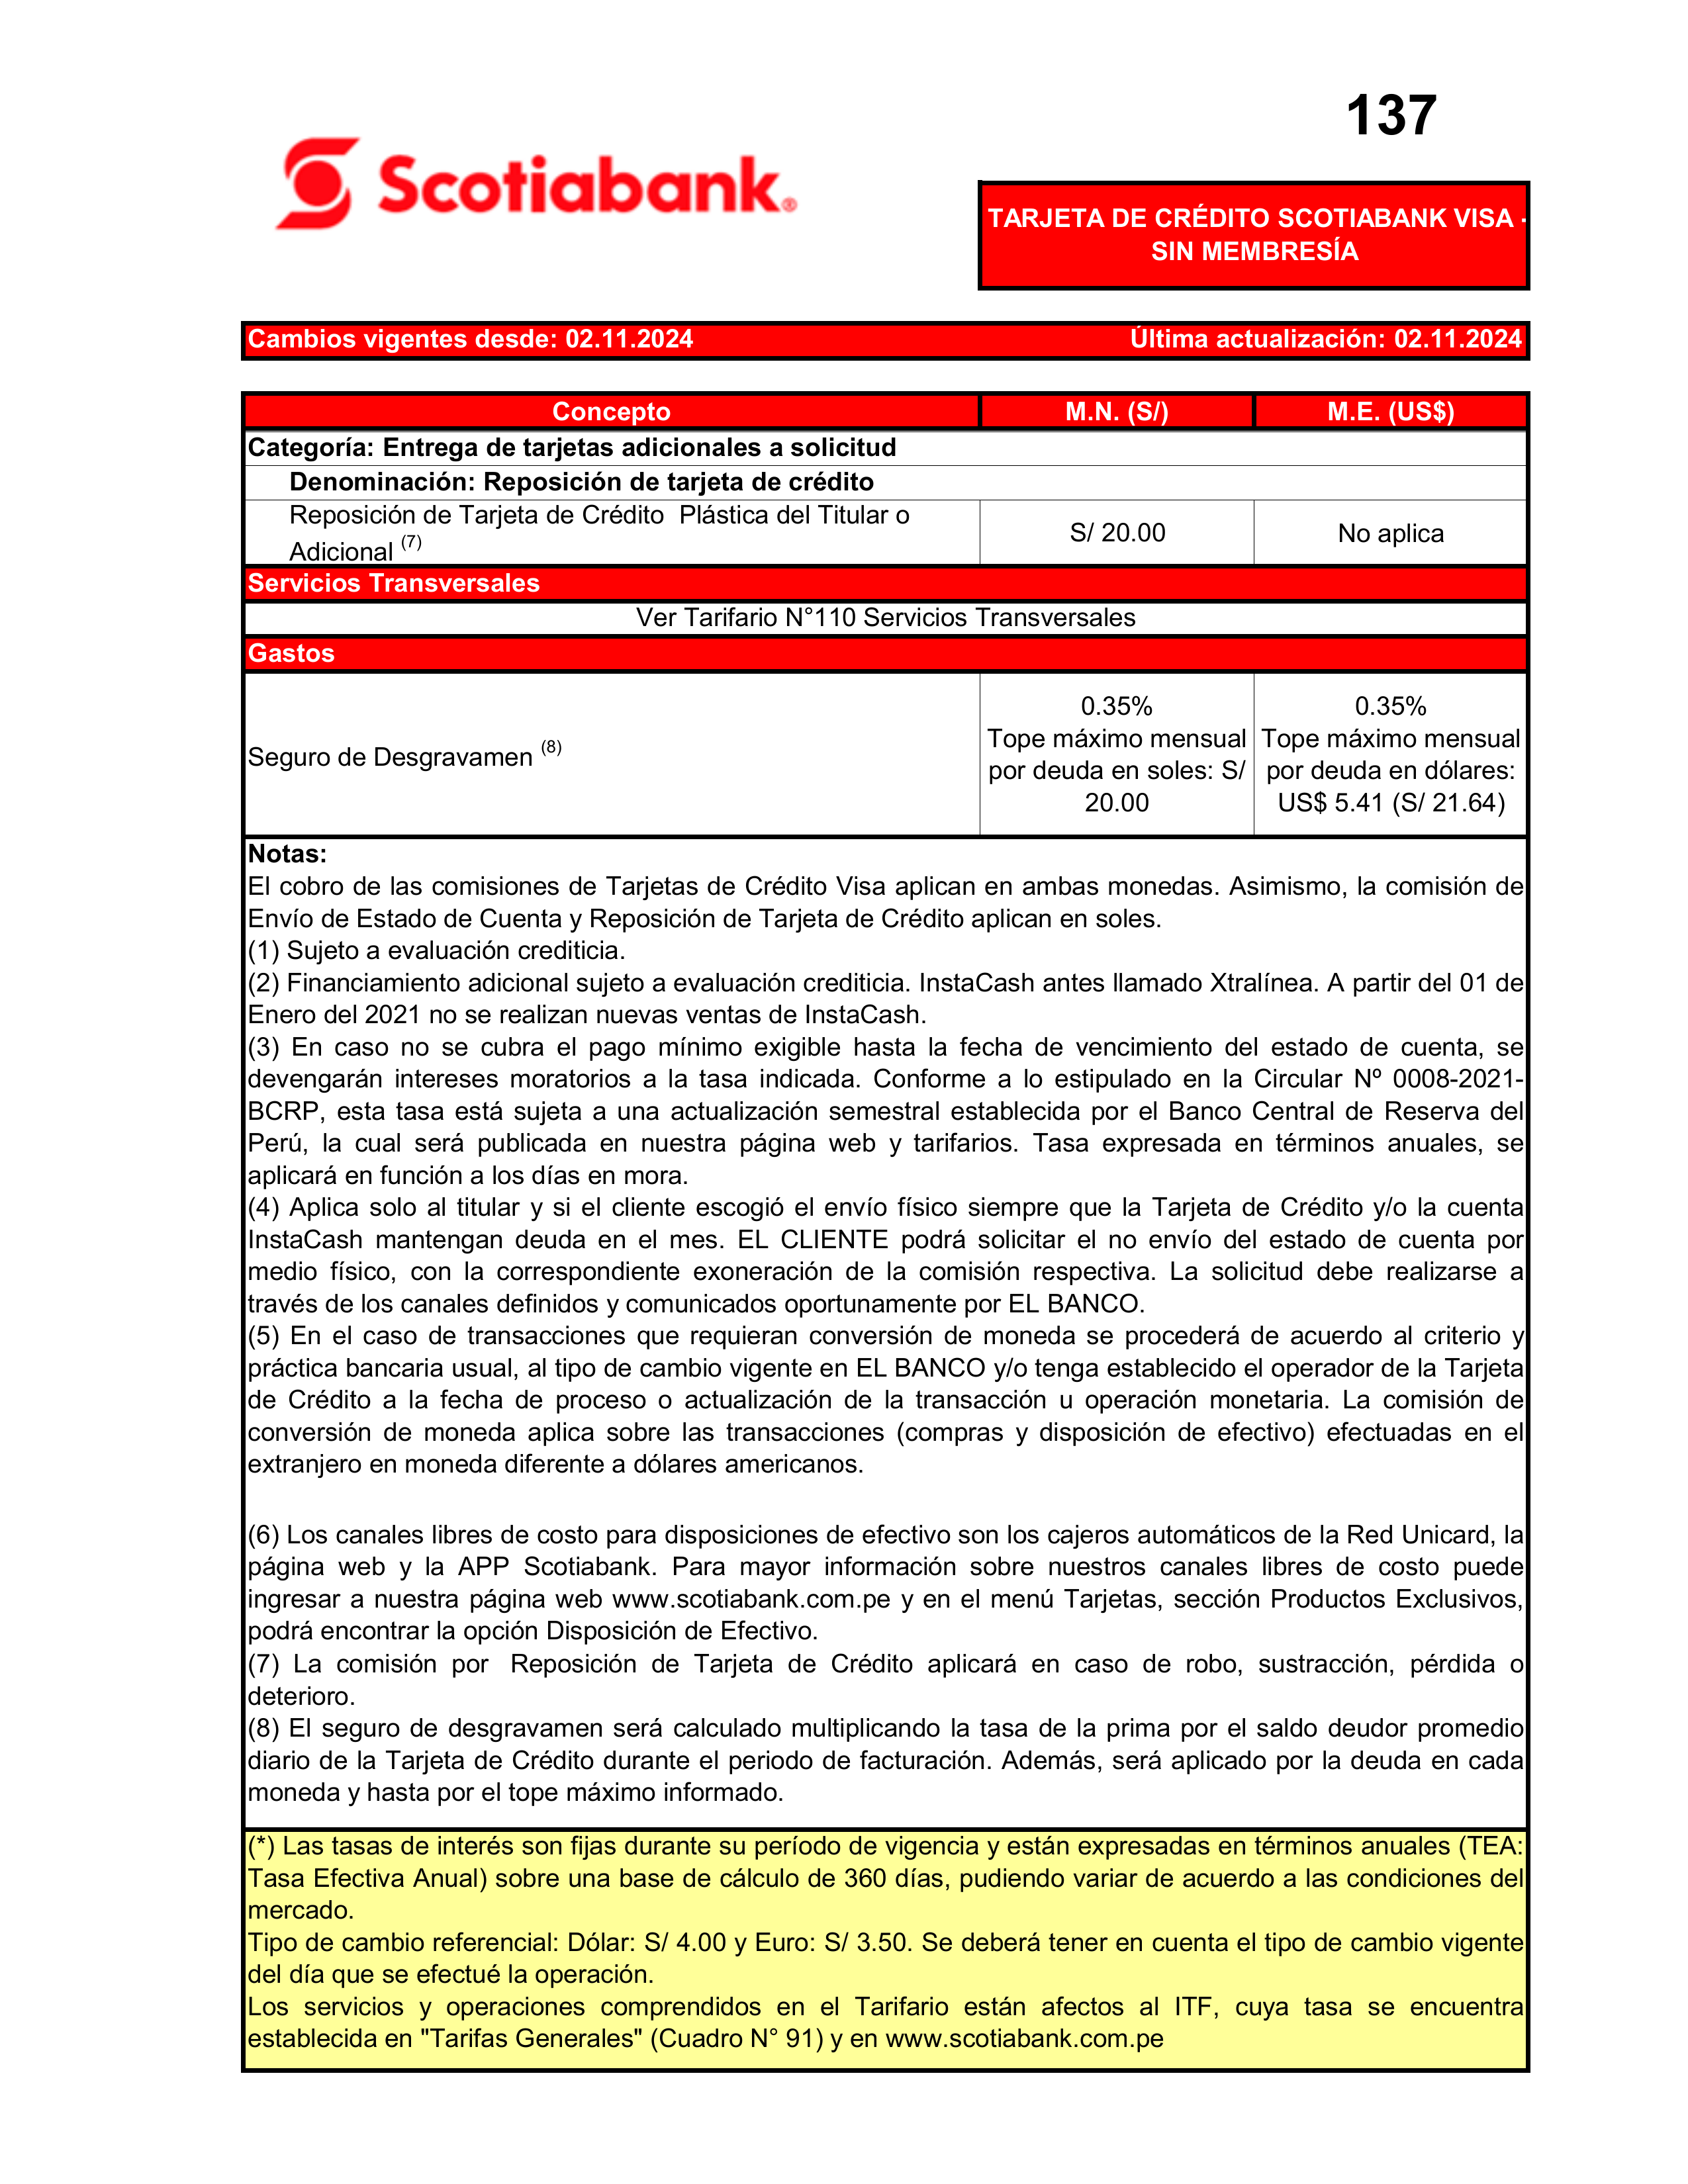 137
Scotiabank®
TARJETA DE CRÉDITO SCOTIABANK VISA -
SIN MEMBRESÍA
Cambios vigentes desde: 02.11.2024 Última actualización: 02.11.2024
Concepto M.N. (S/) M.E. (US$)
Categoría: Entrega de tarjetas adicionales a solicitud
Denominación: Reposición de tarjeta de crédito
Reposición de Tarjeta de Crédito Plástica del Titular o
Adicional (7) S/ 20.00 No aplica
Servicios Transversales
Ver Tarifario N°110 Servicios Transversales
Gastos
Seguro de Desgravamen (8)
0.35%
Tope máximo mensual
por deuda en soles: S/
20.00
0.35%
Tope máximo mensual
por deuda en dólares:
US$ 5.41 (S/ 21.64)
Notas:
El cobro de las comisiones de Tarjetas de Crédito Visa aplican en ambas monedas. Asimismo, la comisión de
Envío de Estado de Cuenta y Reposición de Tarjeta de Crédito aplican en soles.
(1) Sujeto a evaluación crediticia.
(2) Financiamiento adicional sujeto a evaluación crediticia. InstaCash antes llamado Xtralínea. A partir del 01 de
Enero del 2021 no se realizan nuevas ventas de InstaCash.
(3) En caso no se cubra el pago mínimo exigible hasta la fecha de vencimiento del estado de cuenta, se
devengarán intereses moratorios a la tasa indicada. Conforme a lo estipulado en la Circular Nº 0008-2021-
BCRP, esta tasa está sujeta a una actualización semestral establecida por el Banco Central de Reserva del
Perú, la cual será publicada en nuestra página web y tarifarios. Tasa expresada en términos anuales, se
aplicará en función a los días en mora.
(4) Aplica solo al titular y si el cliente escogió el envío físico siempre que la Tarjeta de Crédito y/o la cuenta
InstaCash mantengan deuda en el mes. EL CLIENTE podrá solicitar el no envío del estado de cuenta por
medio físico, con la correspondiente exoneración de la comisión respectiva. La solicitud debe realizarse a
través de los canales definidos y comunicados oportunamente por EL BANCO.
(5) En el caso de transacciones que requieran conversión de moneda se procederá de acuerdo al criterio y
práctica bancaria usual, al tipo de cambio vigente en EL BANCO y/o tenga establecido el operador de la Tarjeta
de Crédito a la fecha de proceso o actualización de la transacción u operación monetaria. La comisión de
conversión de moneda aplica sobre las transacciones (compras y disposición de efectivo) efectuadas en el
extranjero en moneda diferente a dólares americanos.
(6) Los canales libres de costo para disposiciones de efectivo son los cajeros automáticos de la Red Unicard, la
página web y la APP Scotiabank. Para mayor información sobre nuestros canales libres de costo puede
ingresar a nuestra página web www.scotiabank.com.pe y en el menú Tarjetas, sección Productos Exclusivos,
podrá encontrar la opción Disposición de Efectivo.
(7) La comisión por Reposición de Tarjeta de Crédito aplicará en caso de robo, sustracción, pérdida o
deterioro.
(8) El seguro de desgravamen será calculado multiplicando la tasa de la prima por el saldo deudor promedio
diario de la Tarjeta de Crédito durante el periodo de facturación. Además, será aplicado por la deuda en cada
moneda y hasta por el tope máximo informado.
(*) Las tasas de interés son fijas durante su período de vigencia y están expresadas en términos anuales (TEA:
Tasa Efectiva Anual) sobre una base de cálculo de 360 días, pudiendo variar de acuerdo a las condiciones del
mercado.
Tipo de cambio referencial: Dólar: S/ 4.00 y Euro: S/ 3.50. Se deberá tener en cuenta el tipo de cambio vigente
del día que se efectué la operación.
Los servicios y operaciones comprendidos en el Tarifario están afectos al ITF, cuya tasa se encuentra
establecida en "Tarifas Generales" (Cuadro N° 91) y en www.scotiabank.com.pe